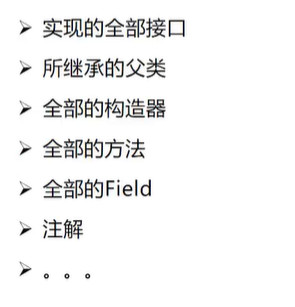 ➢ 实现的全部接口
➢ 所继承的父类
➢ 全部的构造器
➢ 全部的方法
➢ 全部的Field
➢ 注解
➢ 。。。